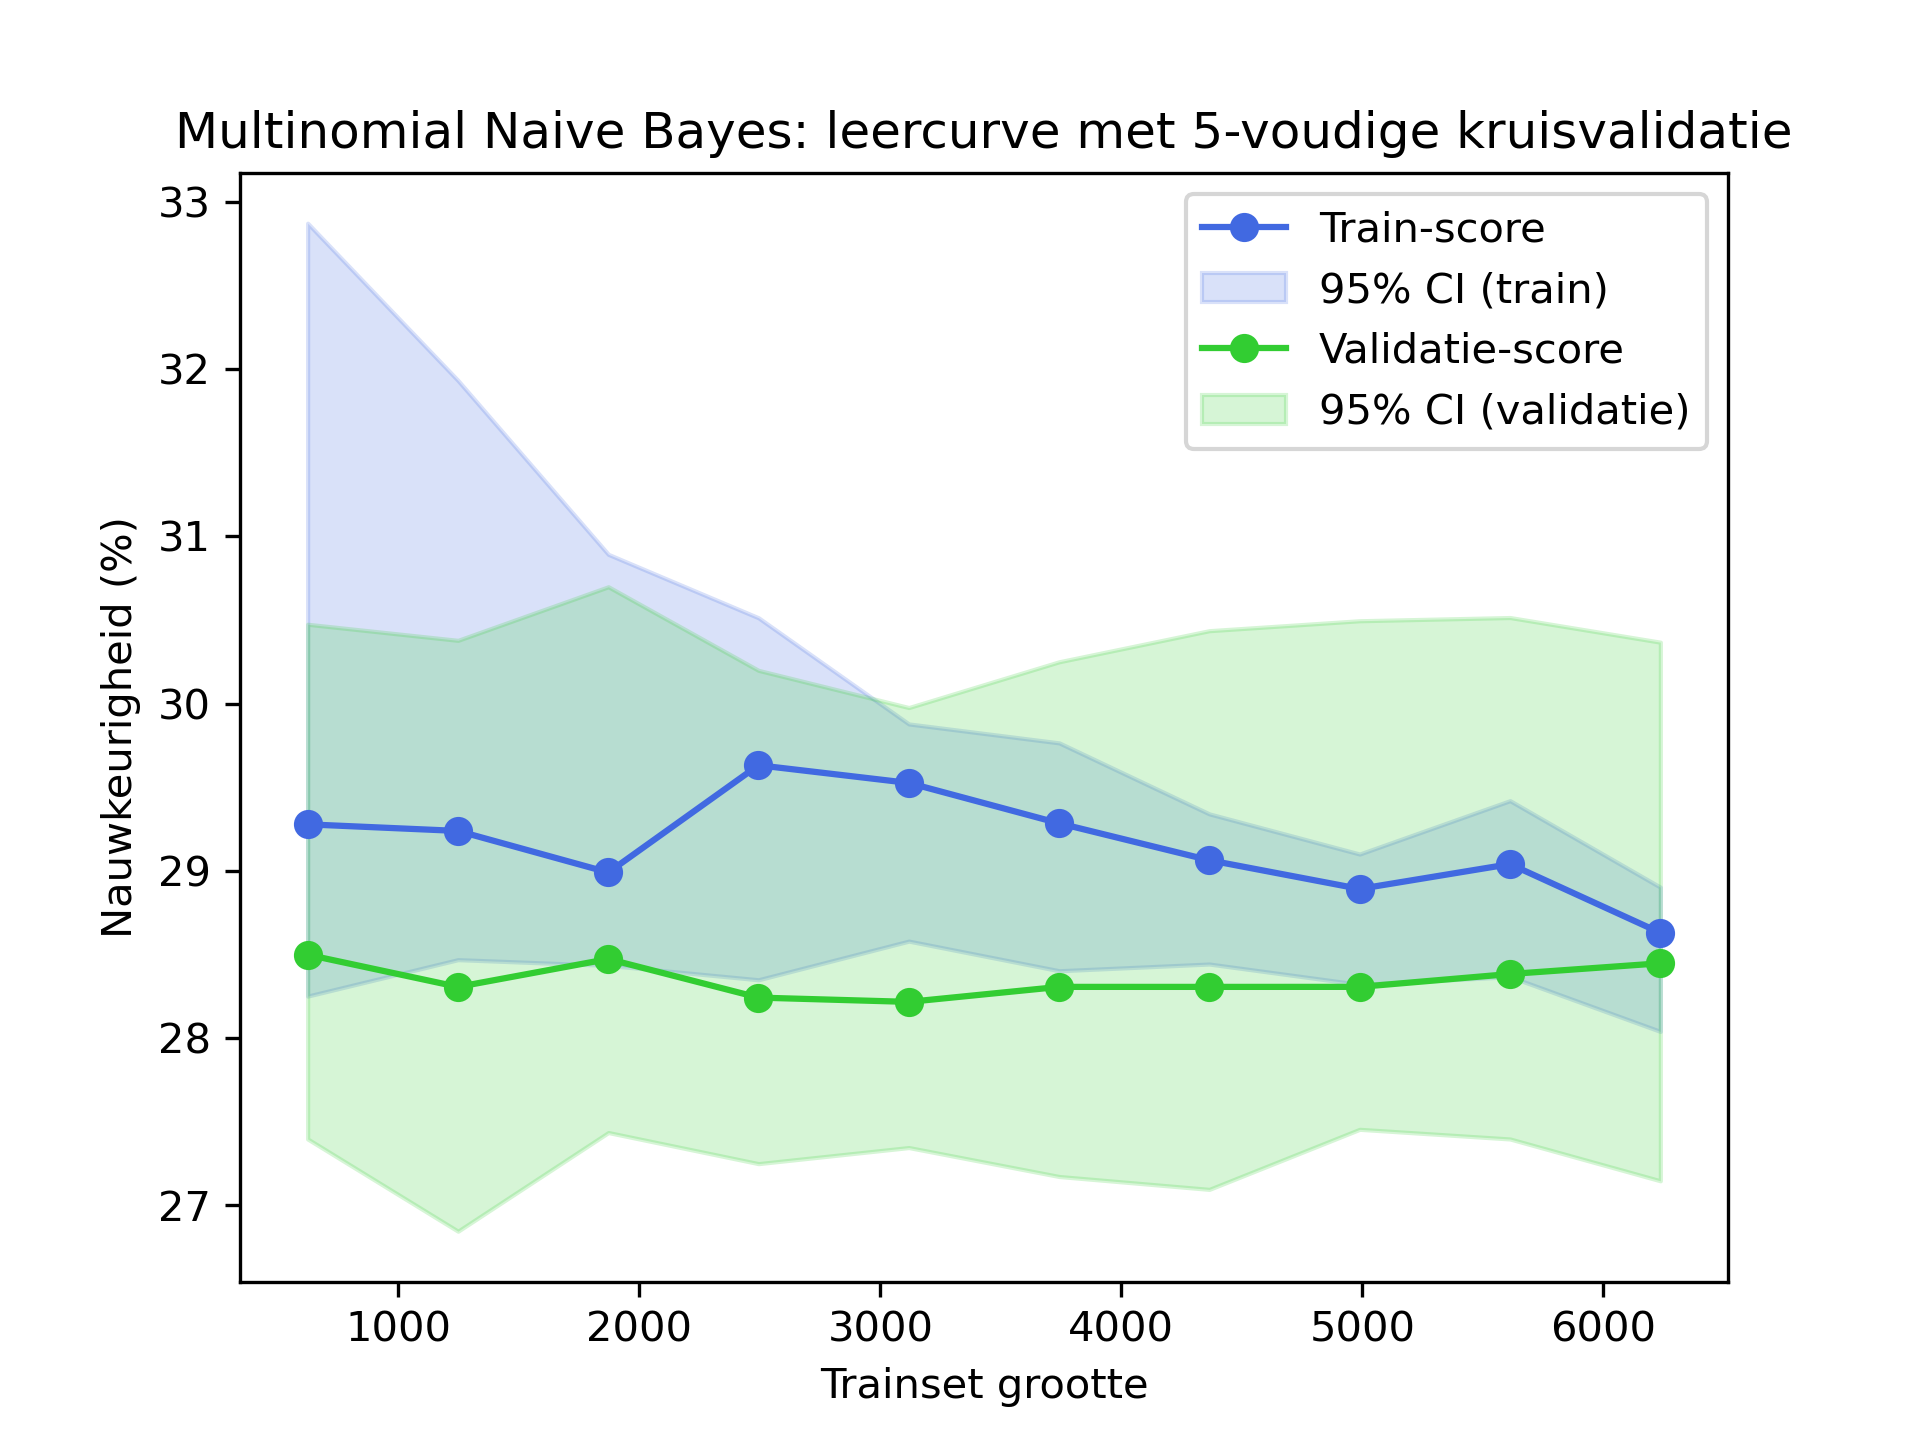 Multinomial Naive Bayes: leercurve met 5-voudige kruisvalidatie
33
32
31
30
29
28
27
Nauwkeurigheid (%)
Train-score
95% CI (train)
Validatie-score
95% CI (validatie)
1000 2000 3000 4000 5000 6000
Trainset grootte